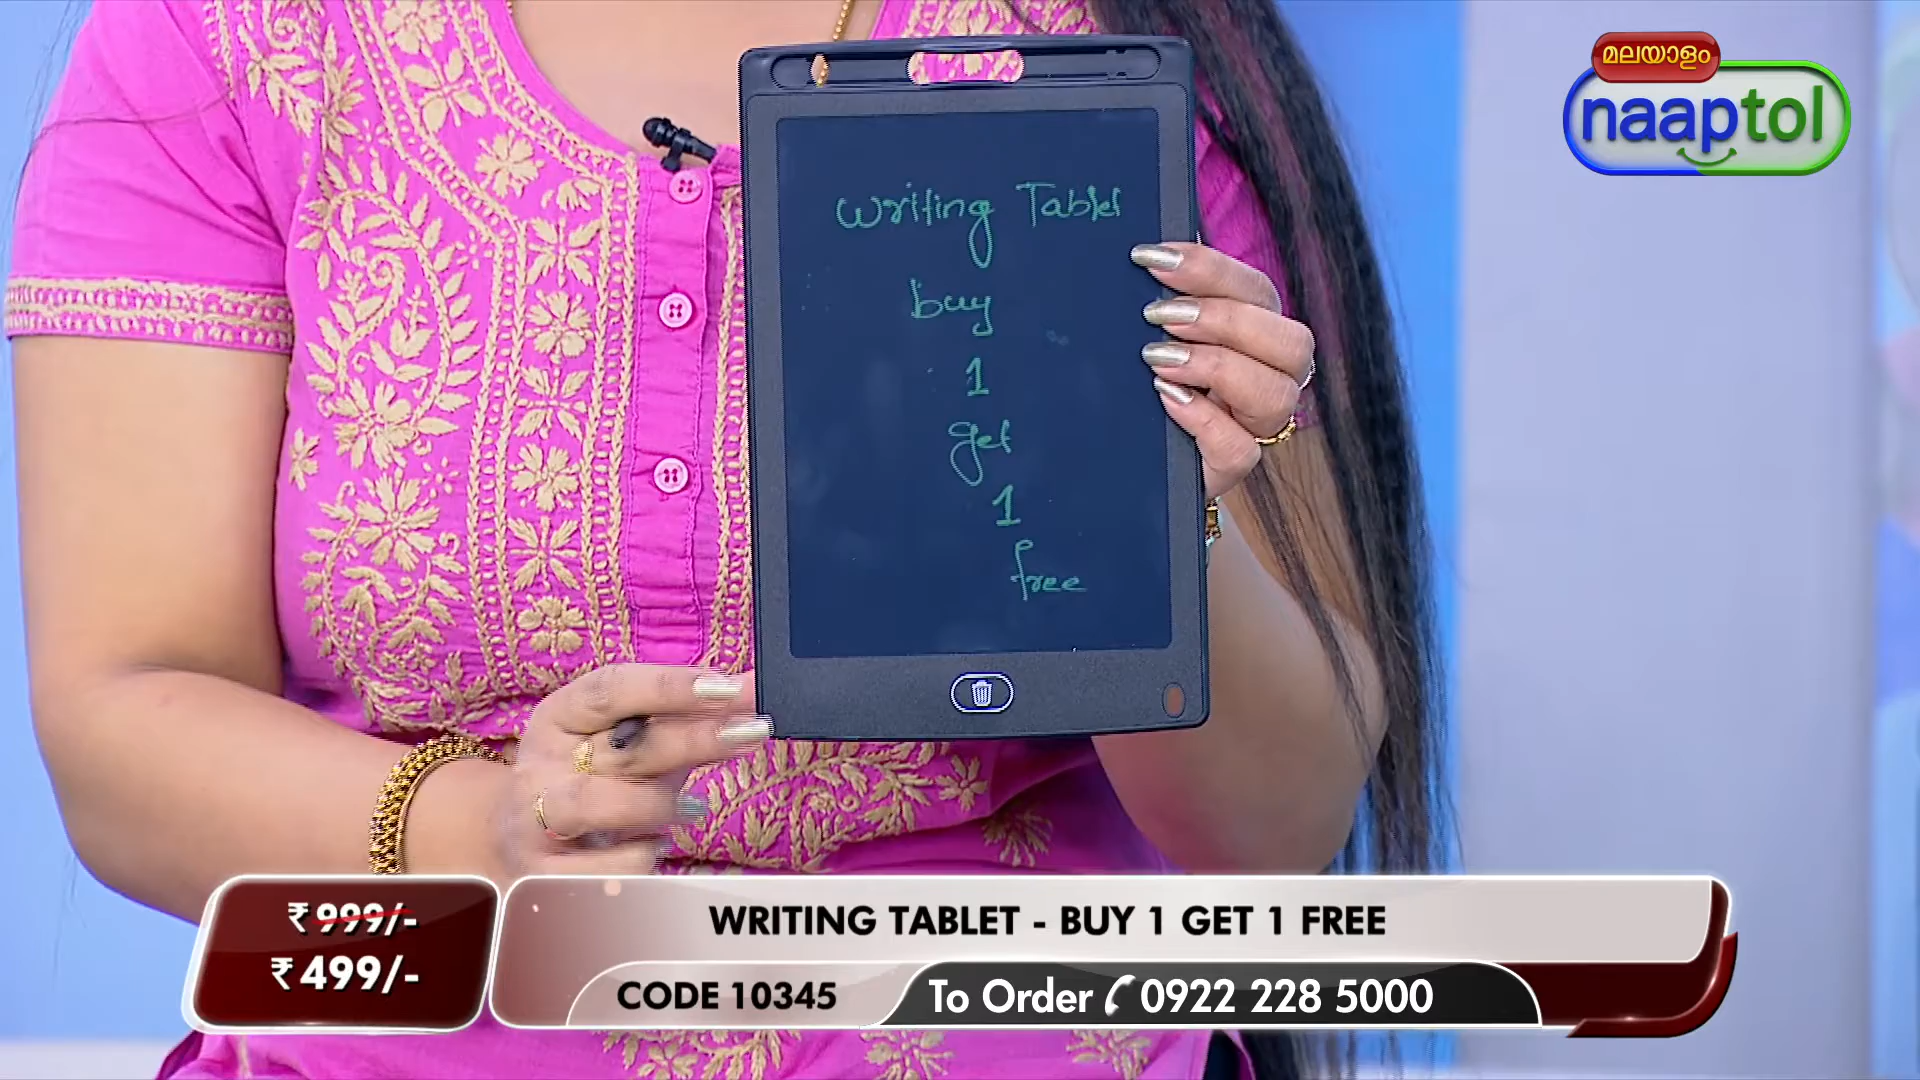 മലയാളം
naaptol
Writing Tablet
buy
1
get
1
free
₹999/-
₹499/-
WRITING TABLET - BUY 1 GET 1 FREE
CODE 10345
To Order 0922 228 5000